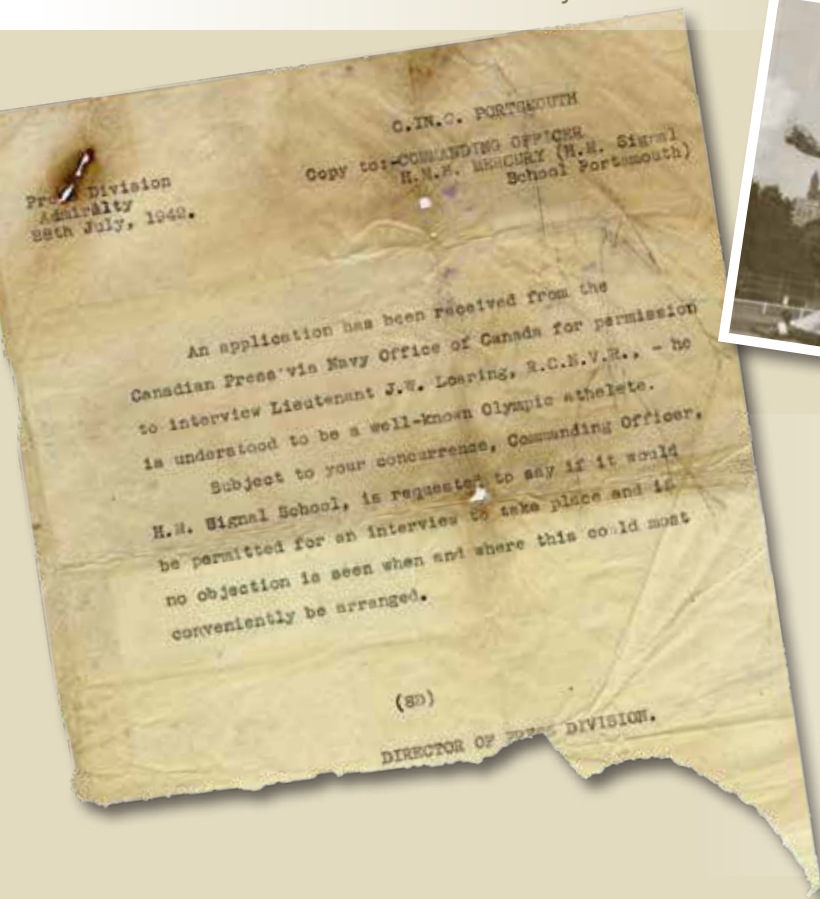 C.IN.C. PORTSMOUTH
Copy to:-COMMANDING OFFICER
H.M.S. MERCURY (H.M. Signal
School Portsmouth)
Division
Admiralty
28th July, 1942.
An application has been received from the
Canadian Press via Navy Office of Canada for permission
to interview Lieutenant J.W. Loaring, R.C.N.V.R., - he
is understood to be a well-known Olympic athelete.
Subject to your concurrence, Commanding Officer,
H.M. Signal School, is requested to say if it would
be permitted for an interview to take place and if
no objection is seen when and where this could most
conveniently be arranged.
(SD)
DIRECTOR OF PRESS DIVISION.